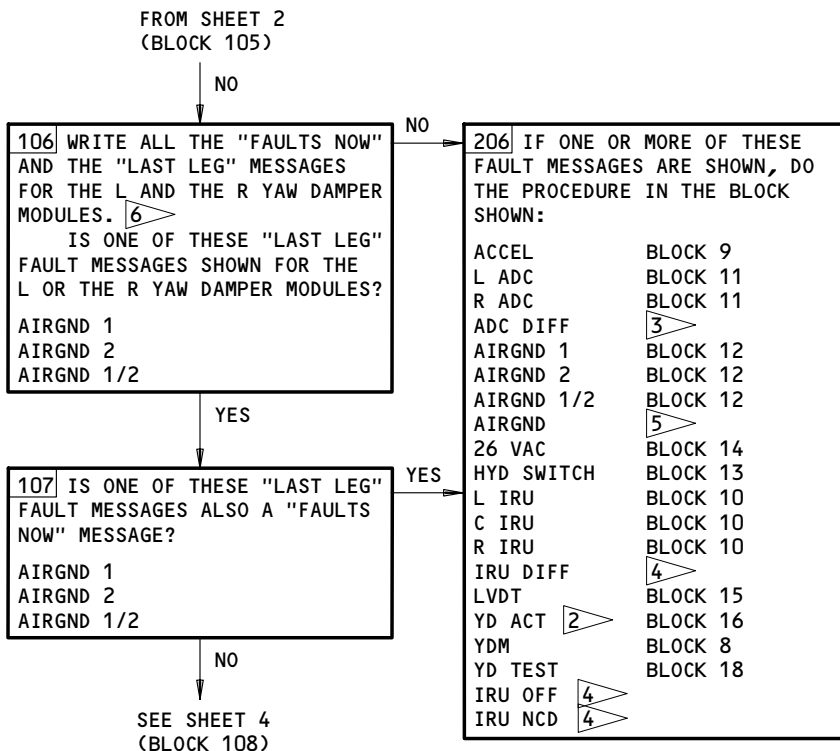 FROM SHEET 2
(BLOCK 105)
NO
106 WRITE ALL THE "FAULTS NOW"
AND THE "LAST LEG" MESSAGES
FOR THE L AND THE R YAW DAMPER
MODULES. 6
IS ONE OF THESE "LAST LEG"
FAULT MESSAGES SHOWN FOR THE
L OR THE R YAW DAMPER MODULES?
AIRGND 1
AIRGND 2
AIRGND 1/2
NO
YES
107 IS ONE OF THESE "LAST LEG"
FAULT MESSAGES ALSO A "FAULTS
NOW" MESSAGE?
AIRGND 1
AIRGND 2
AIRGND 1/2
YES
NO
SEE SHEET 4
(BLOCK 108)
206 IF ONE OR MORE OF THESE
FAULT MESSAGES ARE SHOWN, DO
THE PROCEDURE IN THE BLOCK
SHOWN:
ACCEL BLOCK 9
L ADC BLOCK 11
R ADC BLOCK 11
ADC DIFF 3
AIRGND 1 BLOCK 12
AIRGND 2 BLOCK 12
AIRGND 1/2 BLOCK 12
AIRGND 5
26 VAC BLOCK 14
HYD SWITCH BLOCK 13
L IRU BLOCK 10
C IRU BLOCK 10
R IRU BLOCK 10
IRU DIFF 4
LVDT BLOCK 15
YD ACT 2 BLOCK 16
YDM BLOCK 8
YD TEST BLOCK 18
IRU OFF 4
IRU NCD 4